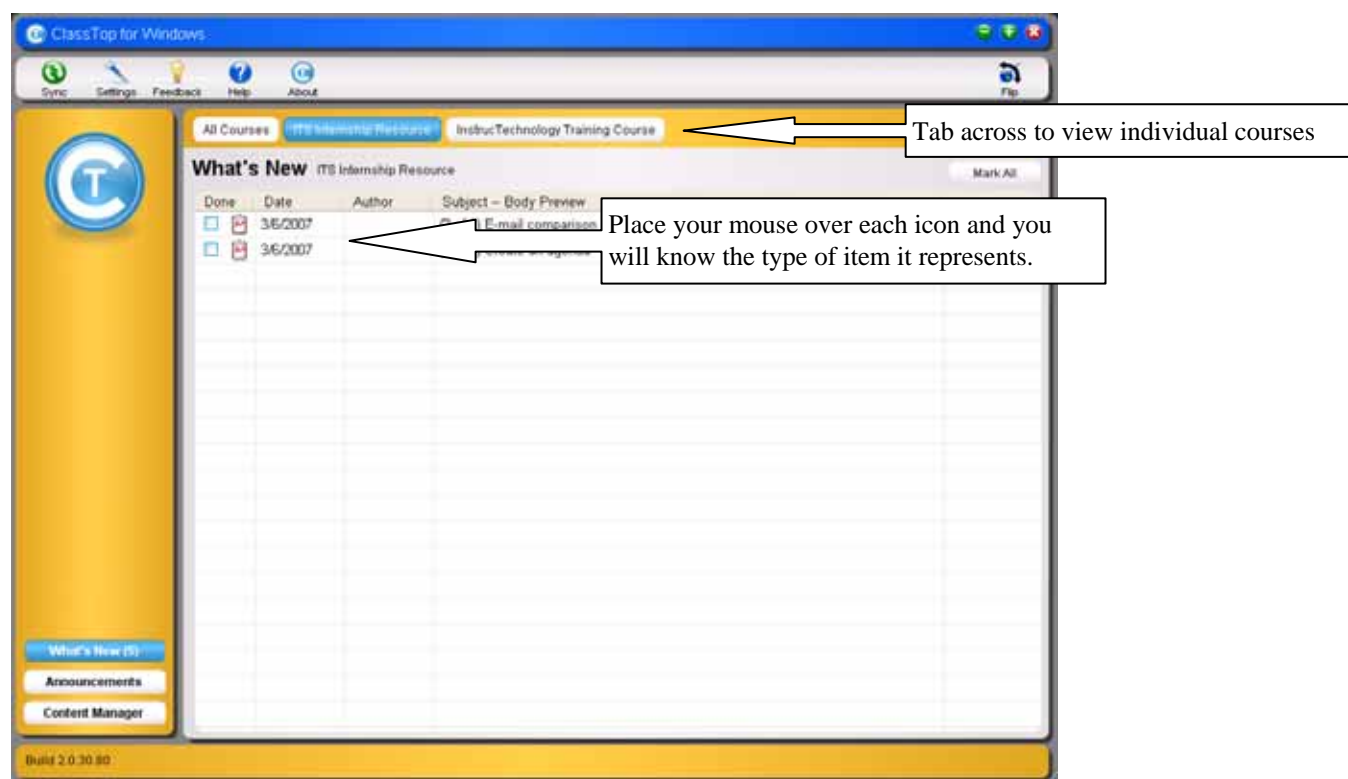 ClassTop for Windows
Sync Settings Feedback Help About Flip
All Courses ITS Internship Resource InstrucTechnology Training Course
Tab across to view individual courses
What's New ITS Internship Resource
Mark All
Done Date Author Subject – Body Preview
3/6/2007 E-mail comparison
3/6/2007
Place your mouse over each icon and you
will know the type of item it represents.
CT
What's New (5)
Announcements
Content Manager
Build 2.0.30.80